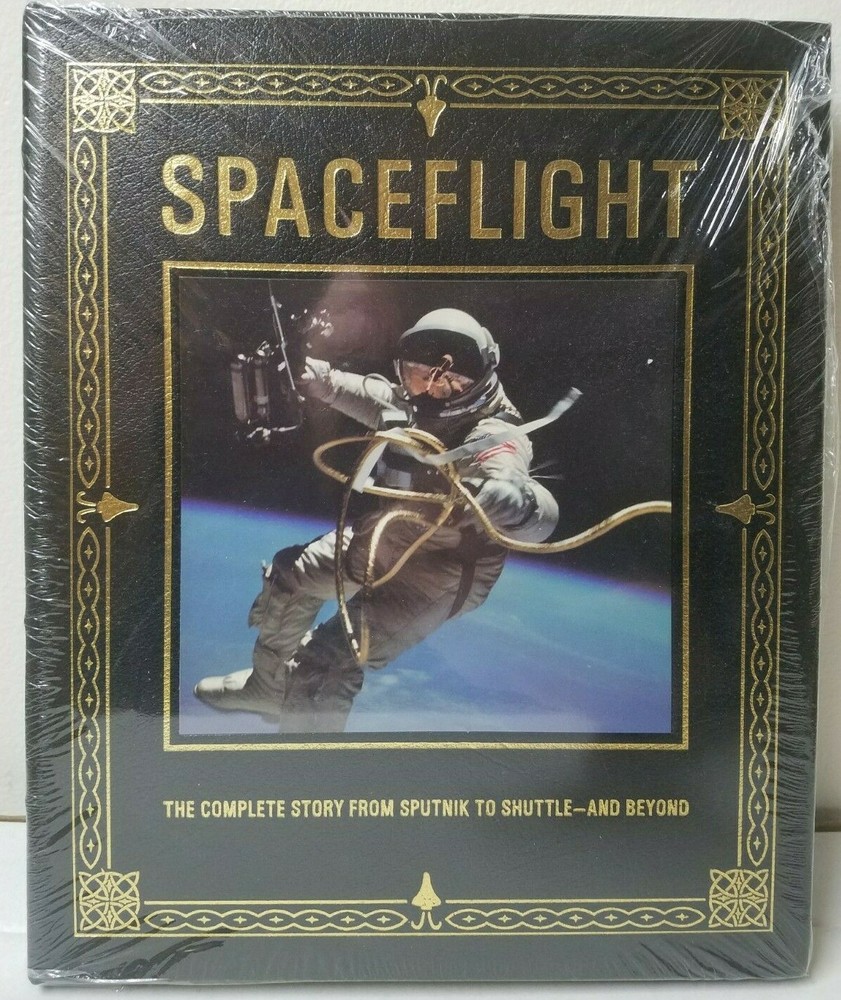 SPACEFLIGHT
THE COMPLETE STORY FROM SPUTNIK TO SHUTTLE—AND BEYOND